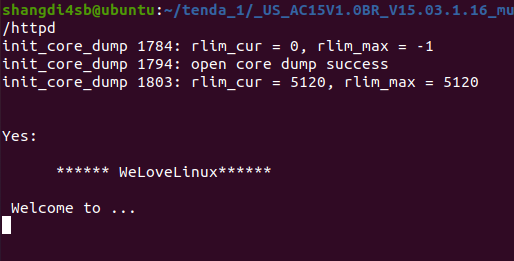 shangdi4sb@ubuntu:~/tenda_1/_US_AC15V1.0BR_V15.03.1.16_mu
/httpd
init_core_dump 1784: rlim_cur = 0, rlim_max = -1
init_core_dump 1794: open core dump success
init_core_dump 1803: rlim_cur = 5120, rlim_max = 5120
Yes:
****** WeLoveLinux******
Welcome to ...